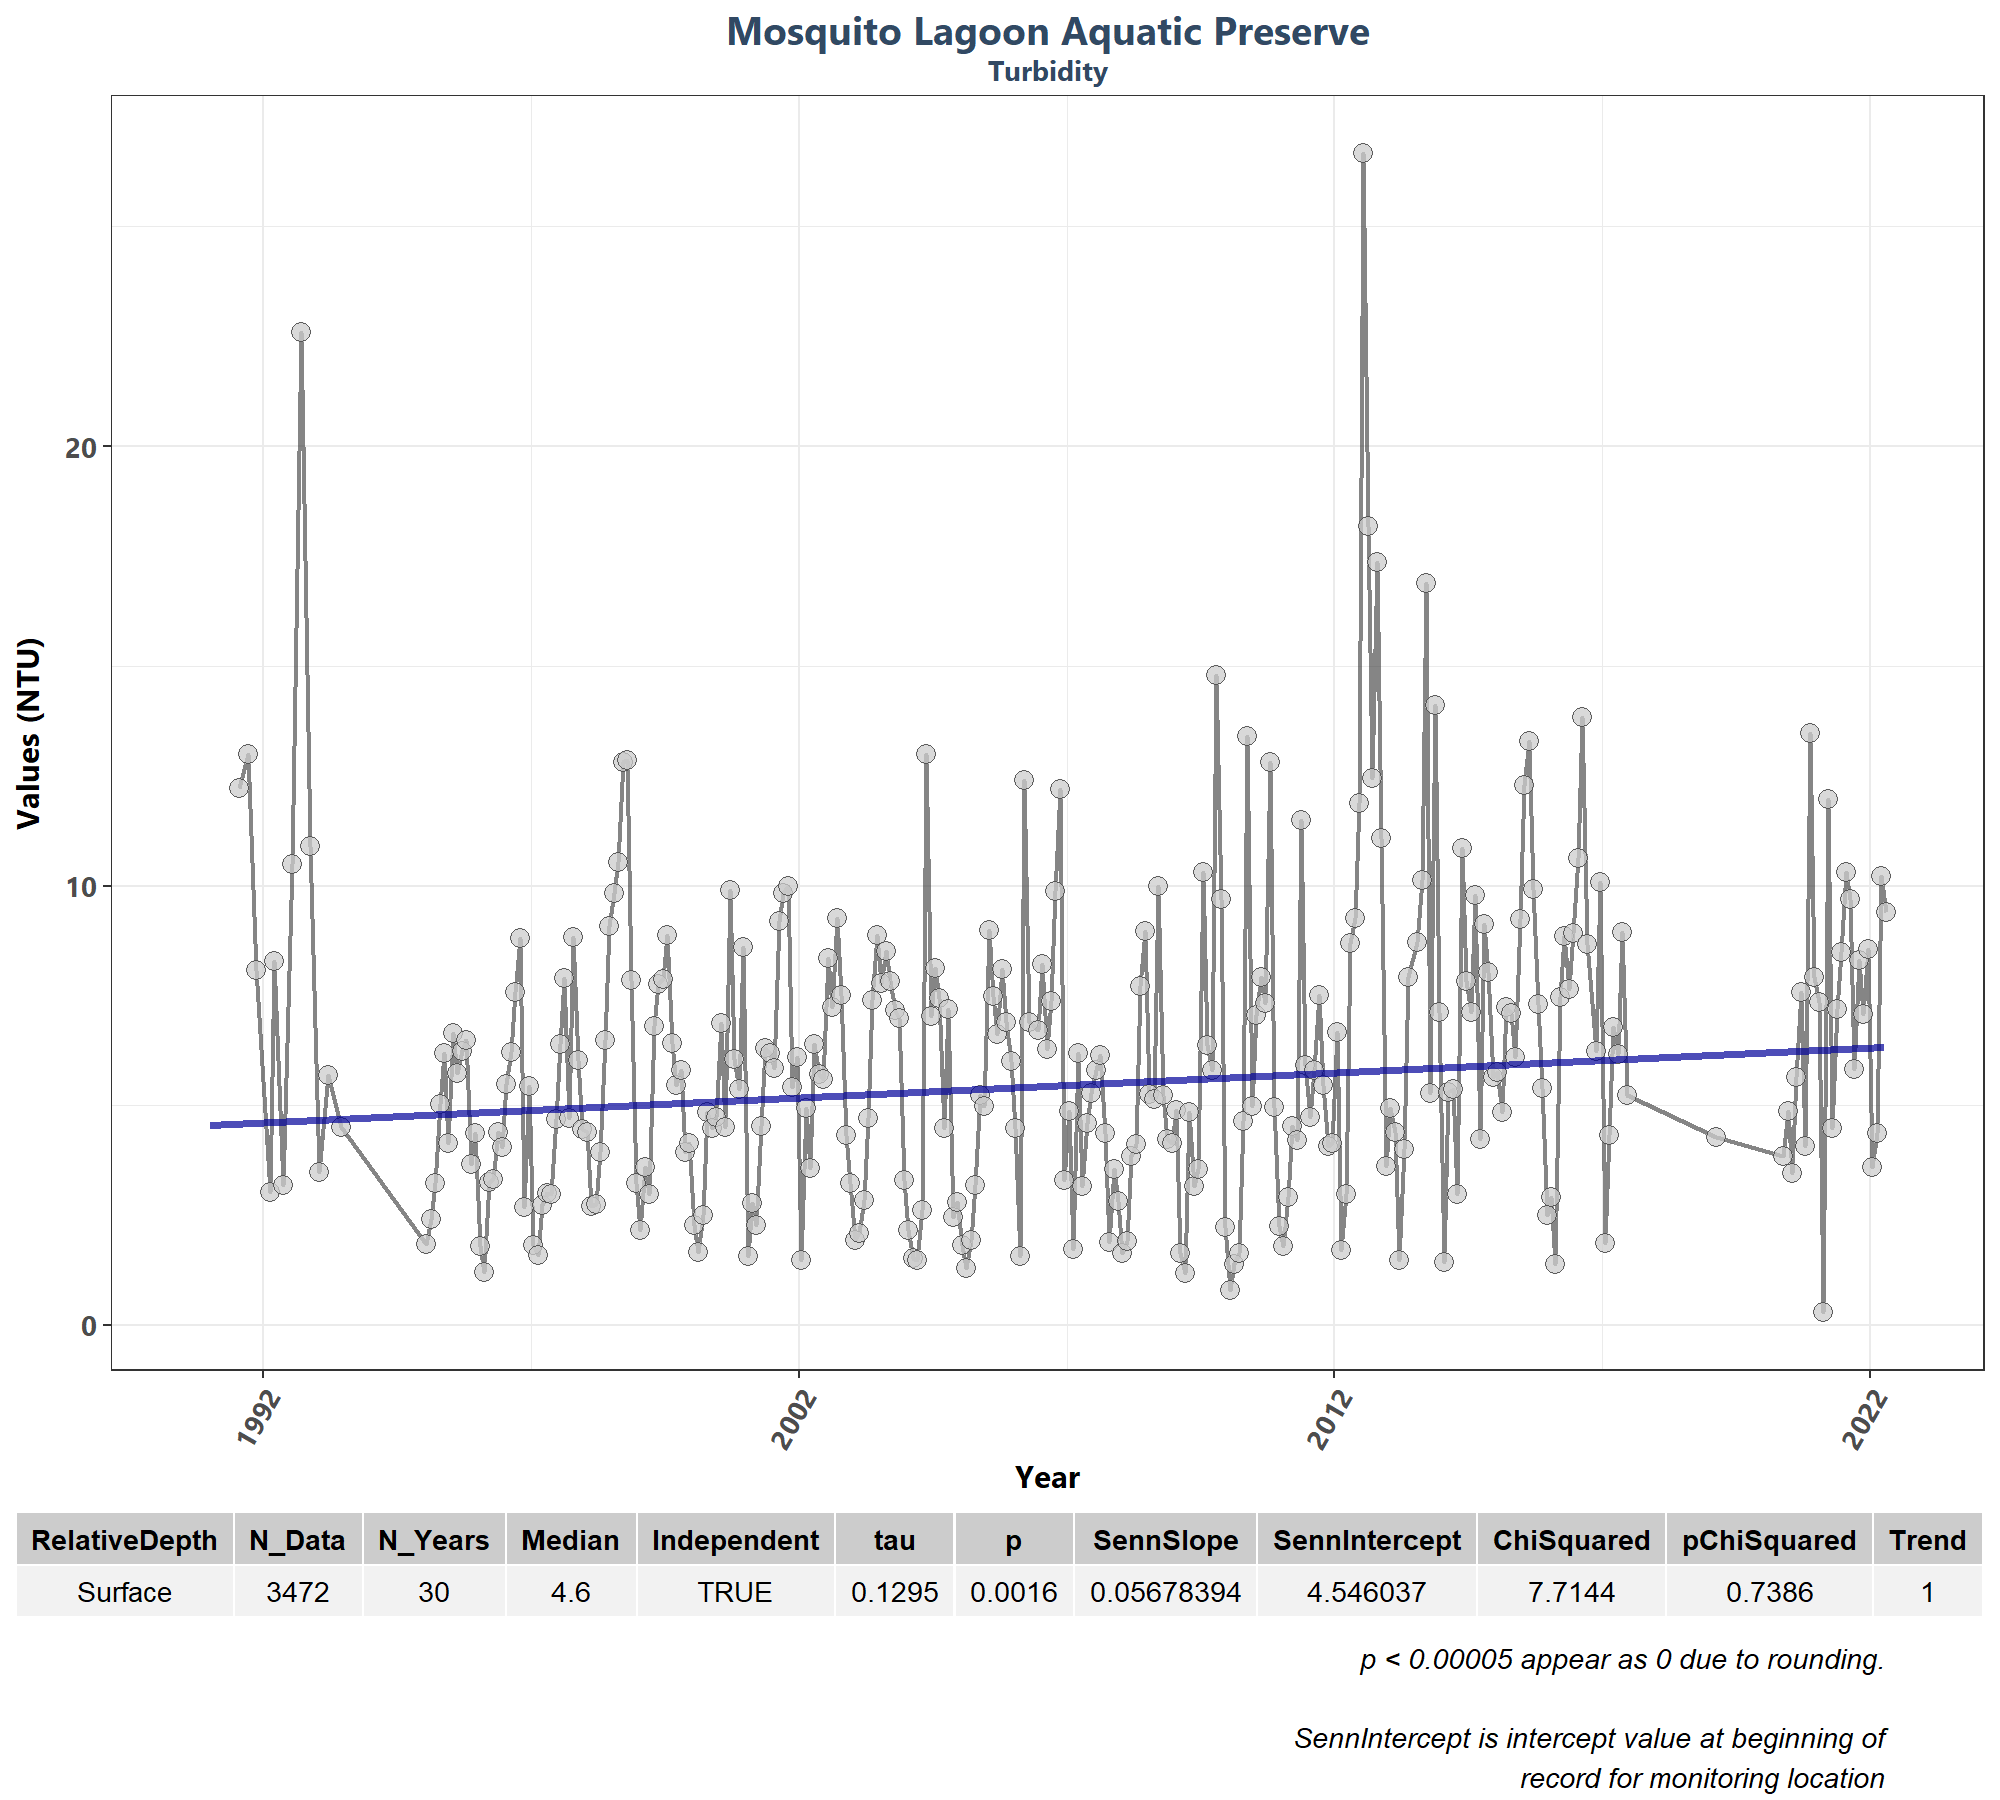 Mosquito Lagoon Aquatic Preserve
Turbidity
Values (NTU)
20
10
0
1992 2002 2012 2022
Year
RelativeDepth N_Data N_Years Median Independent tau p SennSlope SennIntercept ChiSquared pChiSquared Trend
Surface 3472 30 4.6 TRUE 0.1295 0.0016 0.05678394 4.546037 7.7144 0.7386 1
p < 0.00005 appear as 0 due to rounding.
SennIntercept is intercept value at beginning of
record for monitoring location